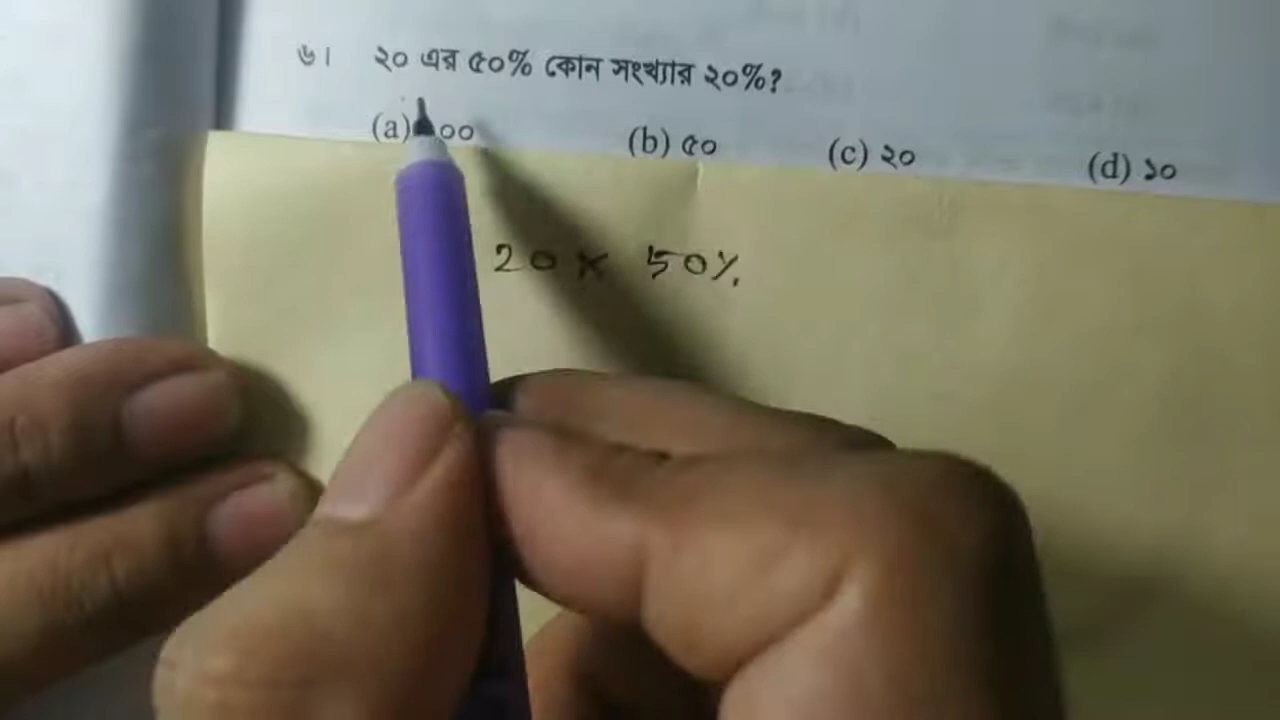 ৬। ২০ এর ৫০% কোন সংখ্যার ২০%?
(a) (b) ৫০ (c) ২০ (d) ১০
20 × 50%